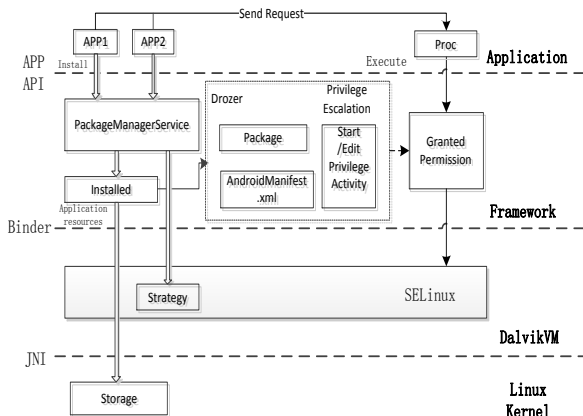 Send Request
APP1
APP2
Proc
APP
Install
Execute
Application
API
Drozer
Privilege
Escalation
PackageManagerService
Package
Start
/Edit
Privilege
Activity
Granted
Permission
Installed
AndroidManifest
.xml
Application
resources
Framework
Binder
Strategy
SELinux
DalvikVM
JNI
Storage
Linux
Kernel